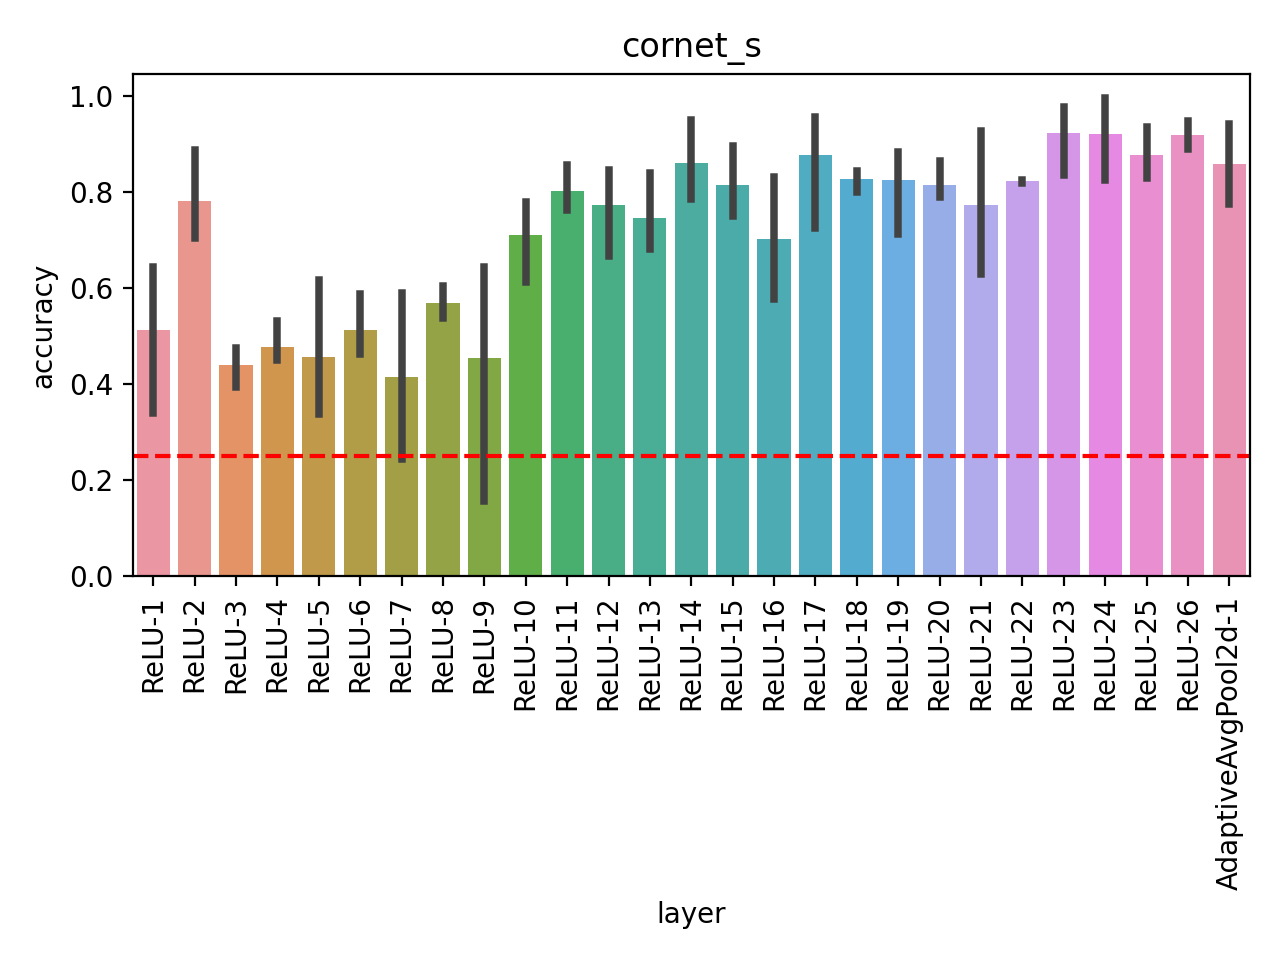 cornet_s
accuracy
1.0
0.8
0.6
0.4
0.2
0.0
ReLU-1
ReLU-2
ReLU-3
ReLU-4
ReLU-5
ReLU-6
ReLU-7
ReLU-8
ReLU-9
ReLU-10
ReLU-11
ReLU-12
ReLU-13
ReLU-14
ReLU-15
ReLU-16
ReLU-17
ReLU-18
ReLU-19
ReLU-20
ReLU-21
ReLU-22
ReLU-23
ReLU-24
ReLU-25
ReLU-26
AdaptiveAvgPool2d-1
layer